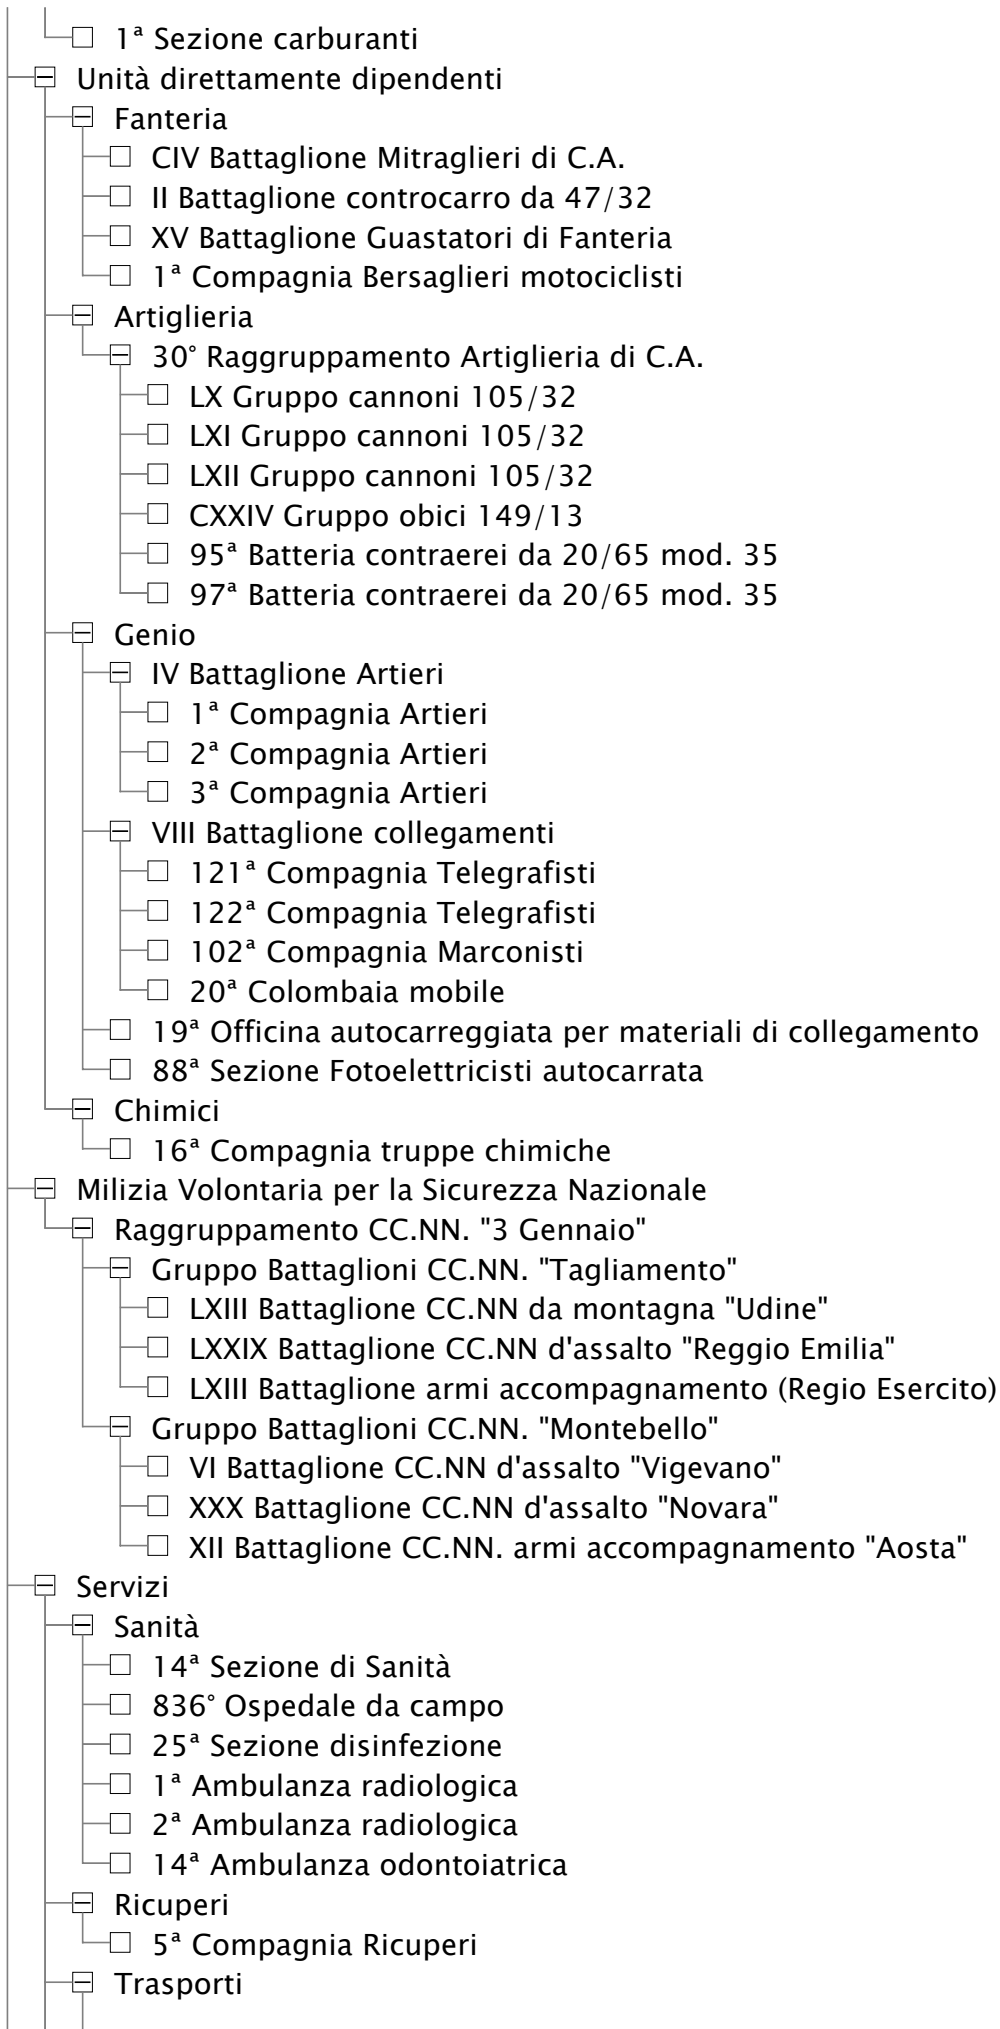 1ª Sezione carburanti
Unità direttamente dipendenti
Fanteria
CIV Battaglione Mitraglieri di C.A.
II Battaglione controcarro da 47/32
XV Battaglione Guastatori di Fanteria
1ª Compagnia Bersaglieri motociclisti
Artiglieria
30° Raggruppamento Artiglieria di C.A.
LX Gruppo cannoni 105/32
LXI Gruppo cannoni 105/32
LXII Gruppo cannoni 105/32
CXXIV Gruppo obici 149/13
95ª Batteria contraerei da 20/65 mod. 35
97ª Batteria contraerei da 20/65 mod. 35
Genio
IV Battaglione Artieri
1ª Compagnia Artieri
2ª Compagnia Artieri
3ª Compagnia Artieri
VIII Battaglione collegamenti
121ª Compagnia Telegrafisti
122ª Compagnia Telegrafisti
102ª Compagnia Marconisti
20ª Colombaia mobile
19ª Officina autocarreggiata per materiali di collegamento
88ª Sezione Fotoelettricisti autocarrata
Chimici
16ª Compagnia truppe chimiche
Milizia Volontaria per la Sicurezza Nazionale
Raggruppamento CC.NN. "3 Gennaio"
Gruppo Battaglioni CC.NN. "Tagliamento"
LXIII Battaglione CC.NN da montagna "Udine"
LXXIX Battaglione CC.NN d'assalto "Reggio Emilia"
LXIII Battaglione armi accompagnamento (Regio Esercito)
Gruppo Battaglioni CC.NN. "Montebello"
VI Battaglione CC.NN d'assalto "Vigevano"
XXX Battaglione CC.NN d'assalto "Novara"
XII Battaglione CC.NN. armi accompagnamento "Aosta"
Servizi
Sanità
14ª Sezione di Sanità
836° Ospedale da campo
25ª Sezione disinfezione
1ª Ambulanza radiologica
2ª Ambulanza radiologica
14ª Ambulanza odontoiatrica
Ricuperi
5ª Compagnia Ricuperi
Trasporti